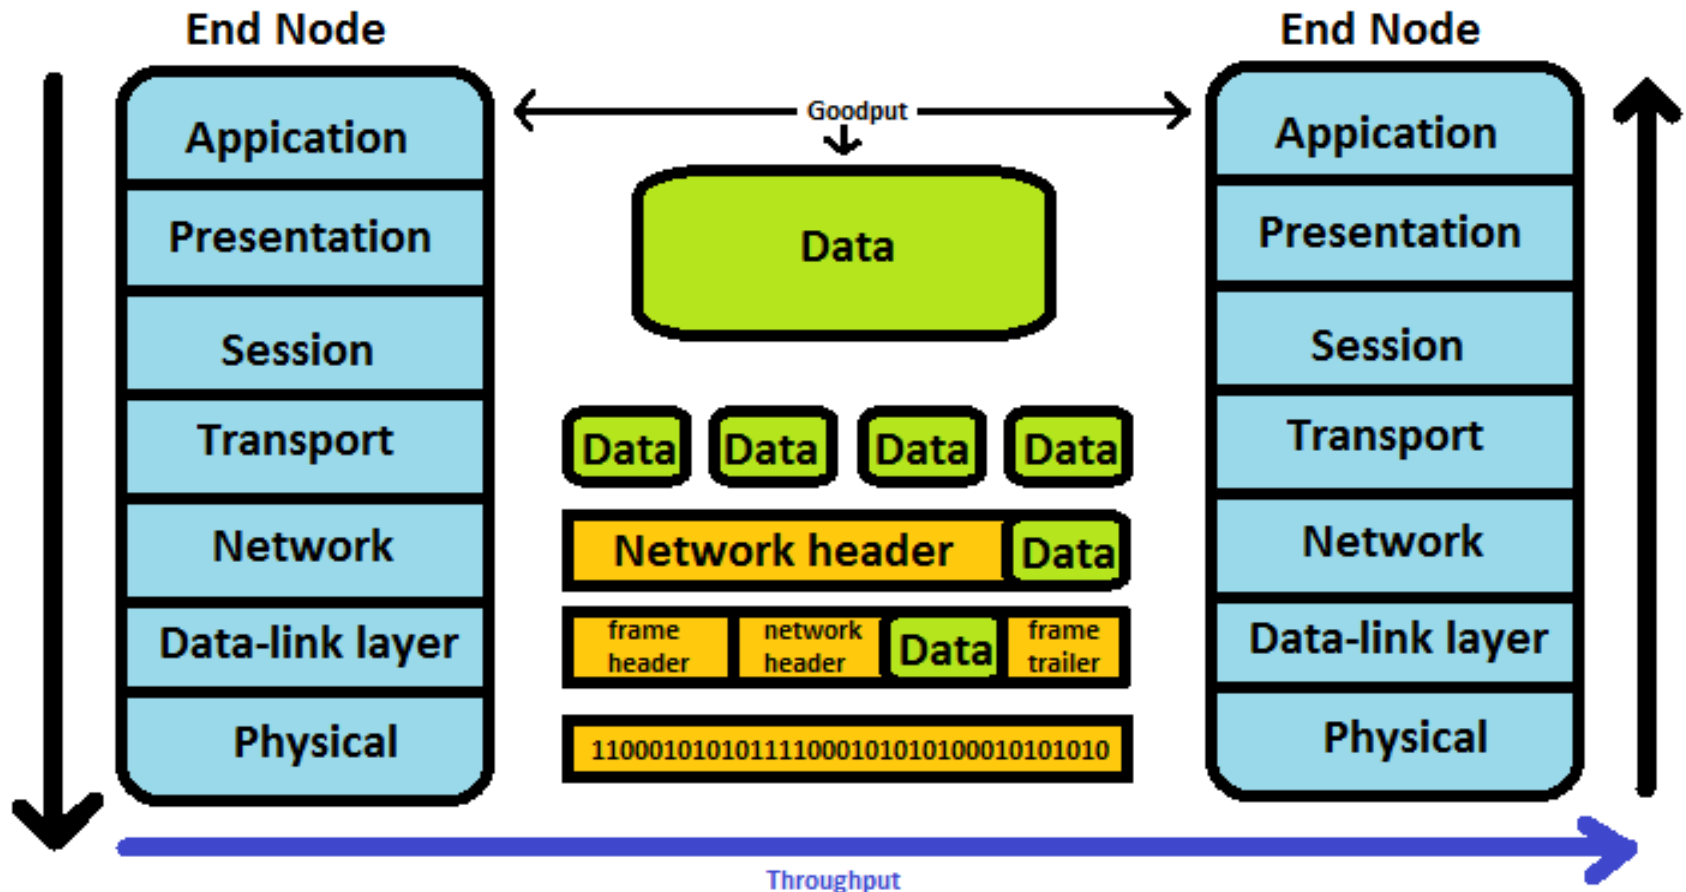 End Node
End Node
Appication
Presentation
Session
Transport
Network
Data-link layer
Physical
Goodput
Data
Data Data Data Data
Network header Data
frame header network header Data frame trailer
110001010101111000101010100010101010
Appication
Presentation
Session
Transport
Network
Data-link layer
Physical
Throughput